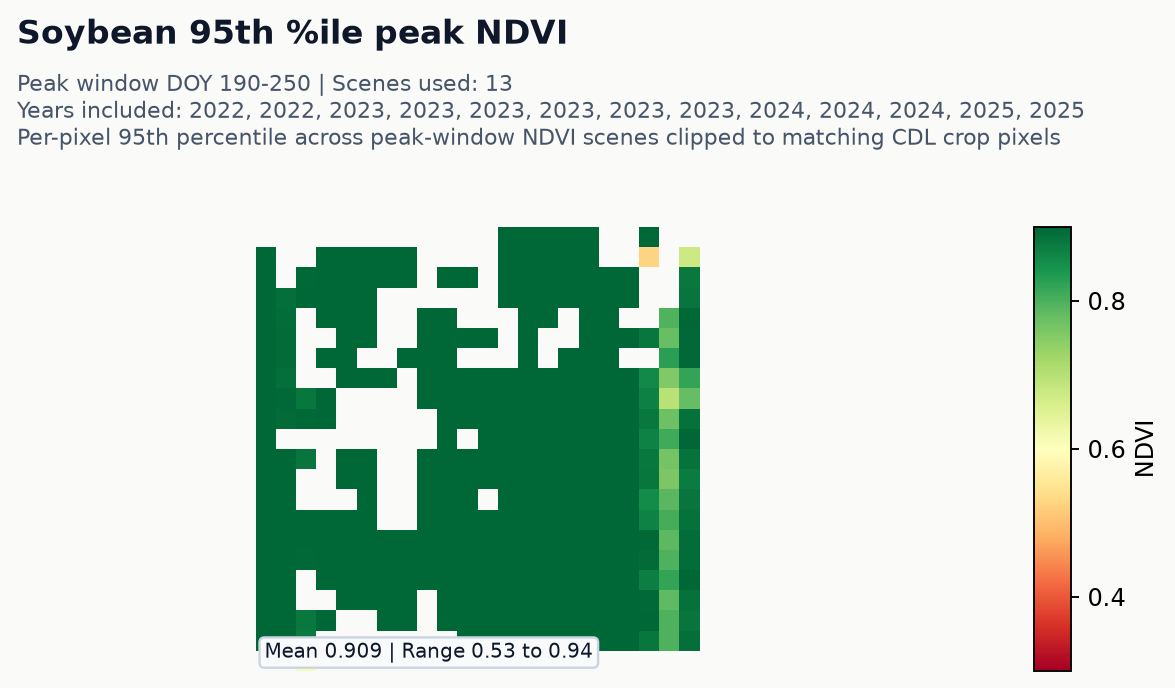 Soybean 95th %ile peak NDVI
Peak window DOY 190-250 | Scenes used: 13
Years included: 2022, 2022, 2023, 2023, 2023, 2023, 2023, 2023, 2024, 2024, 2024, 2025, 2025
Per-pixel 95th percentile across peak-window NDVI scenes clipped to matching CDL crop pixels
0.8
0.6
0.4
NDVI
Mean 0.909 | Range 0.53 to 0.94